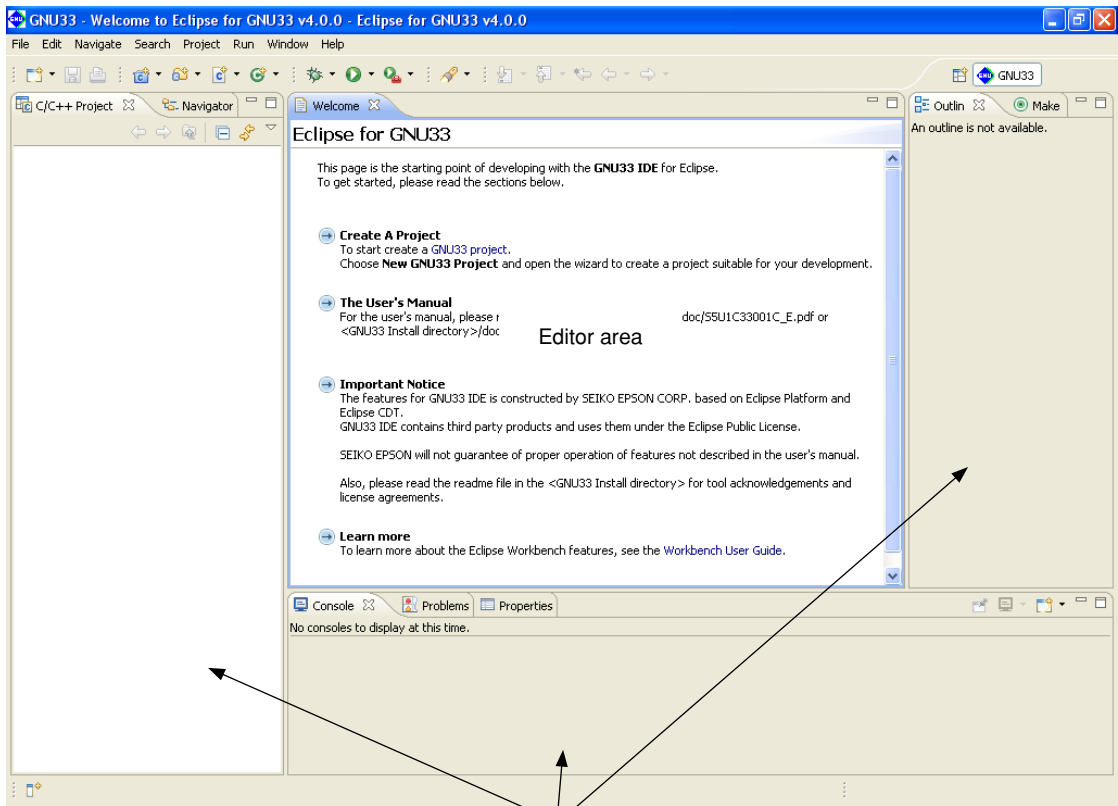 GNU33 - Welcome to Eclipse for GNU33 v4.0.0 - Eclipse for GNU33 v4.0.0
File Edit Navigate Search Project Run Window Help
GNU33
C/C++ Project
Navigator
Welcome
Outlin
Make
Eclipse for GNU33
An outline is not available.
This page is the starting point of developing with the GNU33 IDE for Eclipse.
To get started, please read the sections below.
Create A Project
To start create a GNU33 project.
Choose New GNU33 Project and open the wizard to create a project suitable for your development.
The User's Manual
For the user's manual, please doc/S5U1C33001C_E.pdf or
<GNU33 Install directory>/doc
Editor area
Important Notice
The features for GNU33 IDE is constructed by SEIKO EPSON CORP. based on Eclipse Platform and
Eclipse CDT.
GNU33 IDE contains third party products and uses them under the Eclipse Public License.
SEIKO EPSON will not guarantee of proper operation of features not described in the user's manual.
Also, please read the readme file in the <GNU33 Install directory> for tool acknowledgements and
license agreements.
Learn more
To learn more about the Eclipse Workbench features, see the Workbench User Guide.
Console
Problems
Properties
No consoles to display at this time.